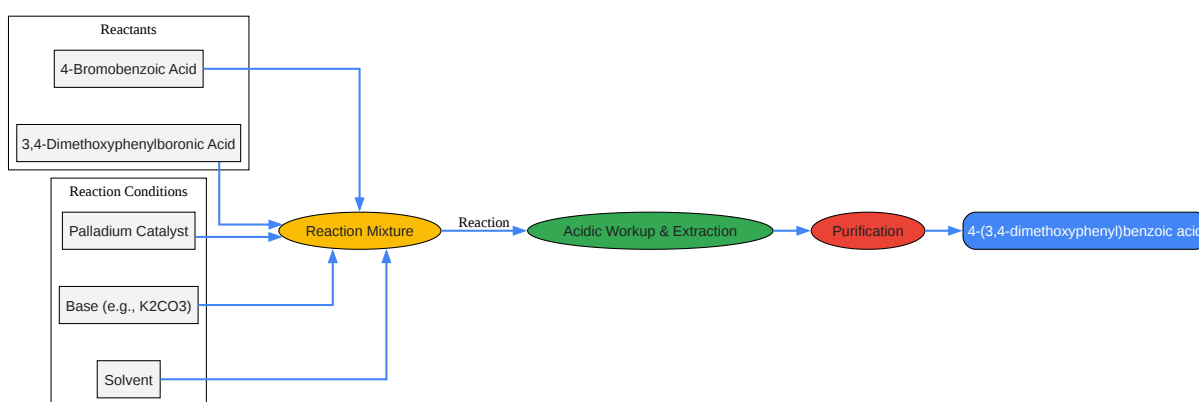 Reactants
4-Bromobenzoic Acid
3,4-Dimethoxyphenylboronic Acid
Reaction Conditions
Palladium Catalyst
Base (e.g., K2CO3)
Solvent
Reaction Mixture
Reaction
Acidic Workup & Extraction
Purification
4-(3,4-dimethoxyphenyl)benzoic acid